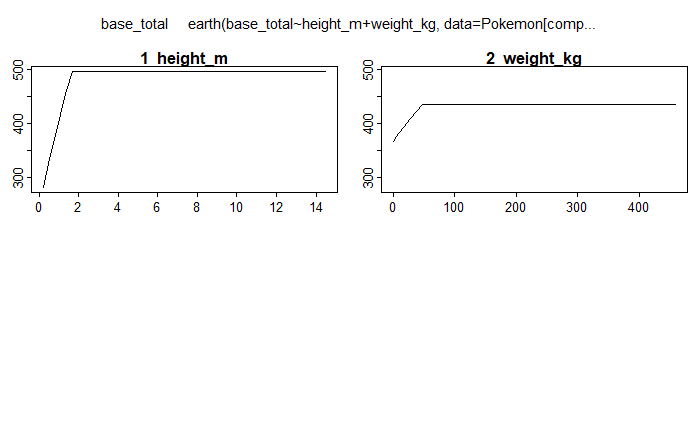 base_total earth(base_total~height_m+weight_kg, data=Pokemon[comp...
1 height_m
2 weight_kg
500
400
300
0 2 4 6 8 10 12 14
500
400
300
0 100 200 300 400